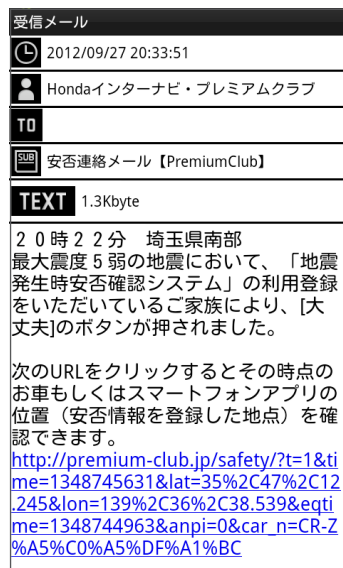 受信メール
2012/09/27 20:33:51
Hondaインターナビ・プレミアムクラブ
TO
SUB 安否連絡メール【PremiumClub】
TEXT 1.3Kbyte
２０時２２分　埼玉県南部
最大震度５弱の地震において、「地震
発生時安否確認システム」の利用登録
をいただいているご家族により、[大
丈夫]のボタンが押されました。
次のURLをクリックするとその時点の
お車もしくはスマートフォンアプリの
位置（安否情報を登録した地点）を確
認できます。
http://premium-club.jp/safety/?t=1&ti
me=1348745631&lat=35%2C47%2C12
.245&lon=139%2C36%2C38.539&eqti
me=1348744963&anpi=0&car_n=CR-Z
%A5%C0%A5%DF%A1%BC